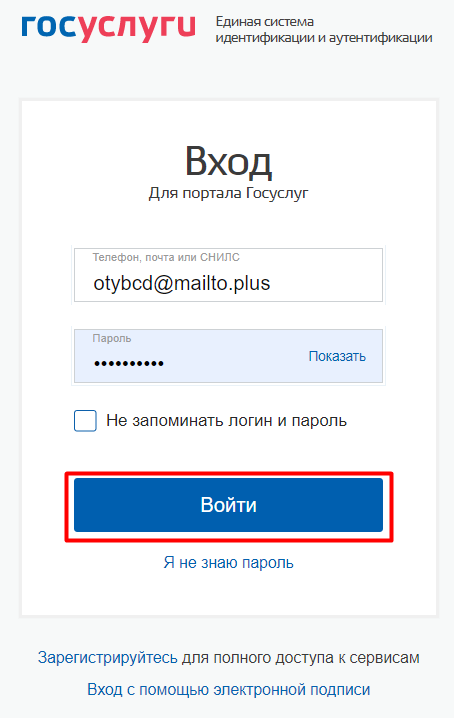 госуслуги
Единая система
идентификации и аутентификации
Вход
Для портала Госуслуг
Телефон, почта или СНИЛС
otybcd@mailto.plus
Пароль
••••••••••
Показать
Не запоминать логин и пароль
Войти
Я не знаю пароль
Зарегистрируйтесь для полного доступа к сервисам
Вход с помощью электронной подписи